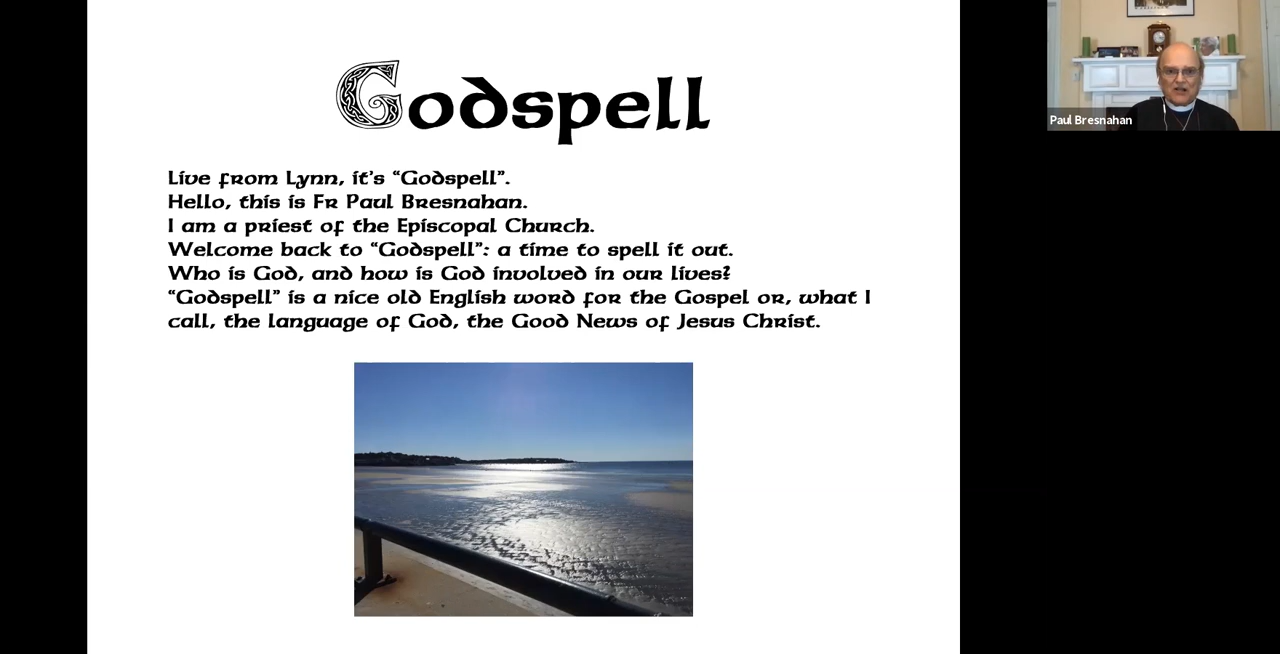 Godspell
Live from Lynn, it's “Godspell”.
Hello, this is Fr Paul Bresnahan.
I am a priest of the Episcopal Church.
Welcome back to “Godspell”: a time to spell it out.
Who is God, and how is God involved in our lives?
“Godspell” is a nice old English word for the Gospel or, what I
call, the language of God, the Good News of Jesus Christ.
Paul Bresnahan